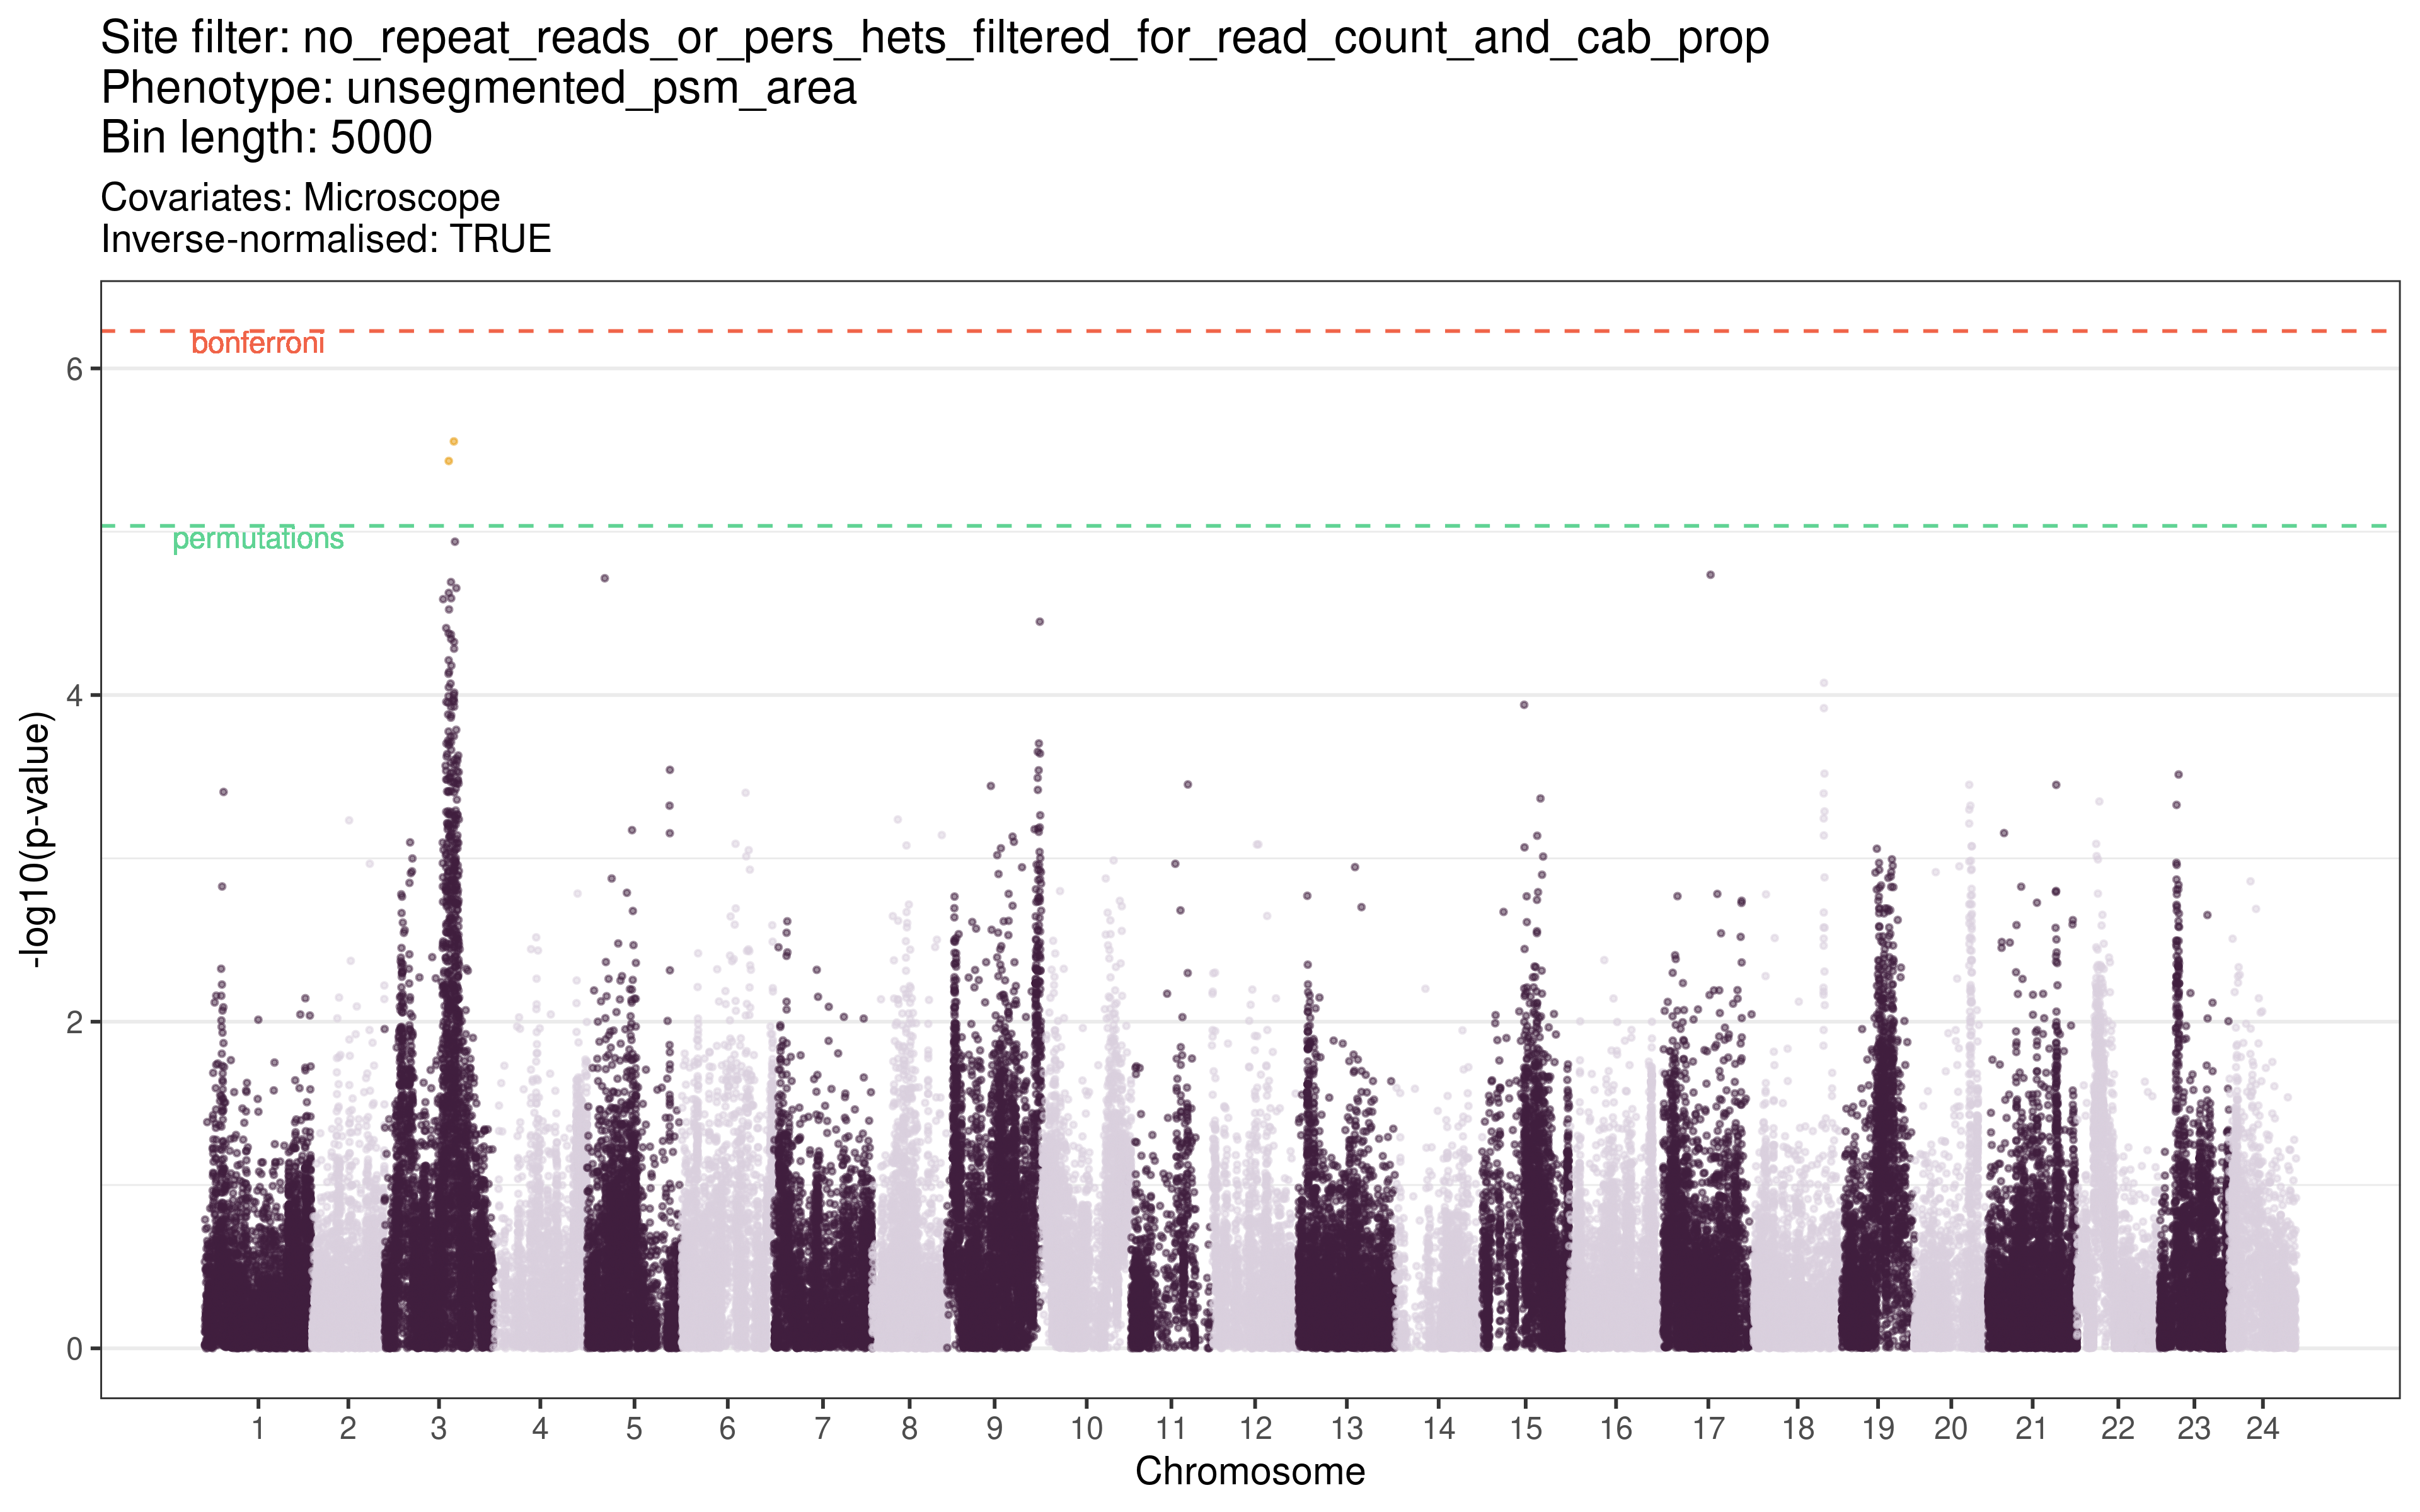 Site filter: no_repeat_reads_or_pers_hets_filtered_for_read_count_and_cab_prop
Phenotype: unsegmented_psm_area
Bin length: 5000
Covariates: Microscope
Inverse-normalised: TRUE
bonferroni
6
permutations
4
2
0
-log10(p-value)
1 2 3 4 5 6 7 8 9 10 11 12 13 14 15 16 17 18 19 20 21 22 23 24
Chromosome